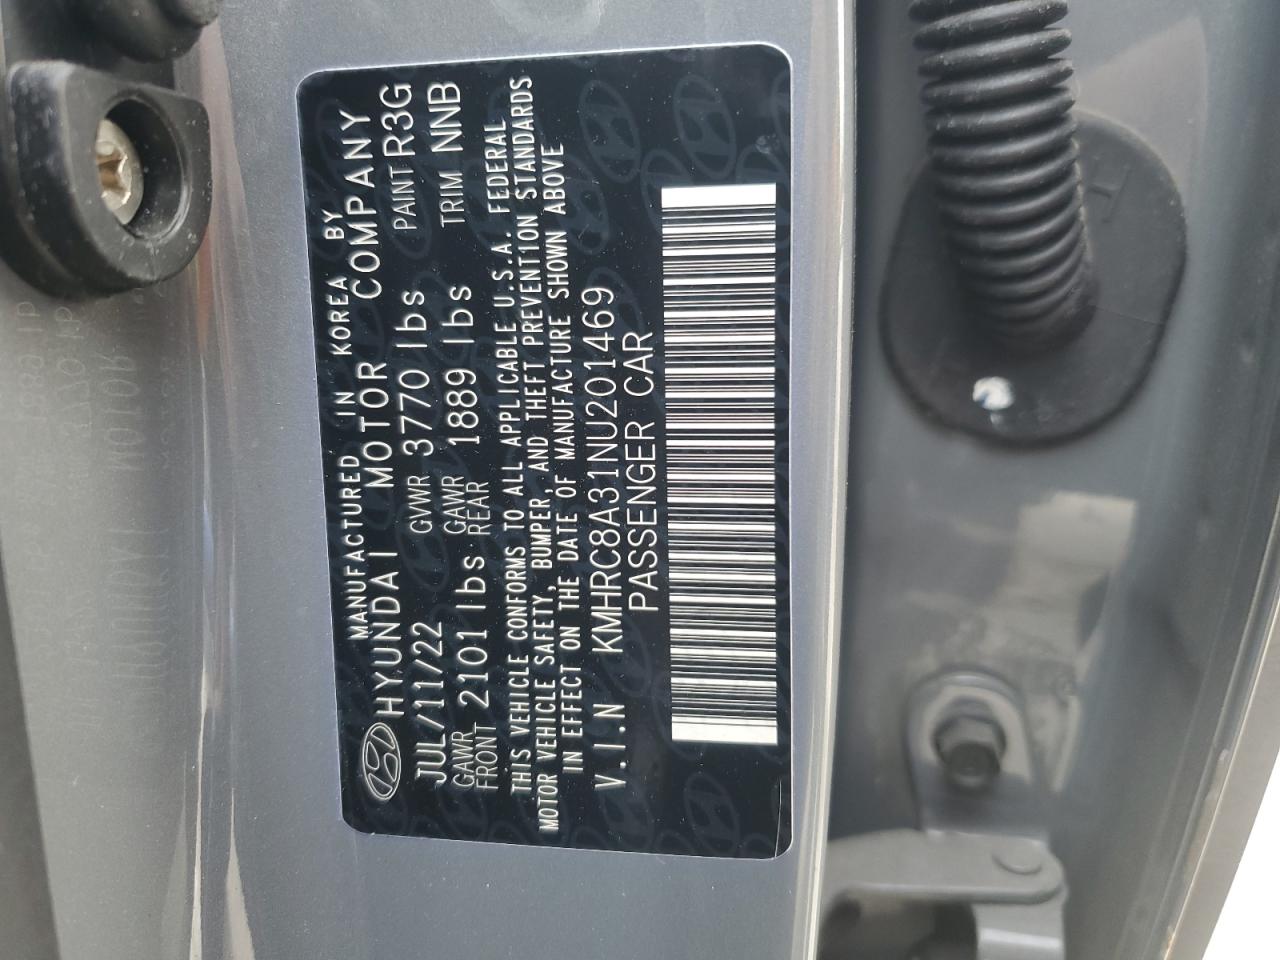 MANUFACTURED IN KOREA BY
HYUNDAI MOTOR COMPANY
JUL/11/22 GVWR 3770 lbs PAINT R3G
GAWR FRONT 2101 lbs GAWR REAR 1889 lbs TRIM NNB
THIS VEHICLE CONFORMS TO ALL APPLICABLE U.S.A. FEDERAL
MOTOR VEHICLE SAFETY, BUMPER, AND THEFT PREVENTION STANDARDS
IN EFFECT ON THE DATE OF MANUFACTURE SHOWN ABOVE
V.I.N KMHRC8A31NU201469
PASSENGER CAR